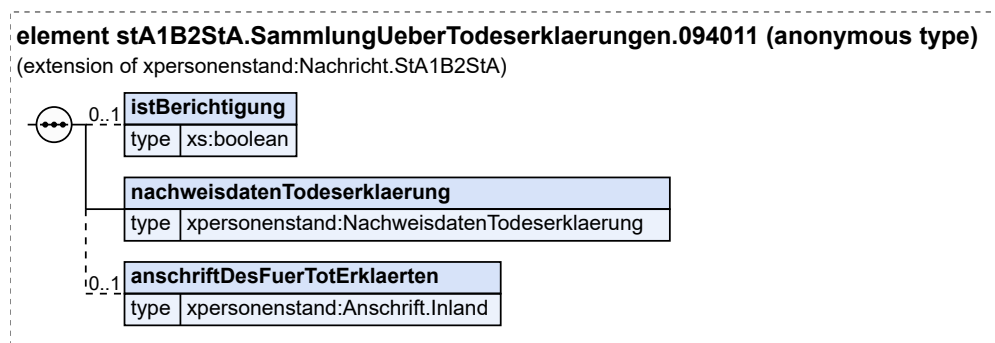 element stA1B2StA.SammlungUeberTodeserklaerungen.094011 (anonymous type)
(extension of xpersonenstand:Nachricht.StA1B2StA)
0..1 istBerichtigung
type xs:boolean
nachweisdatenTodeserklaerung
type xpersonenstand:NachweisdatenTodeserklaerung
0..1 anschriftDesFuerTotErklaerten
type xpersonenstand:Anschrift.Inland